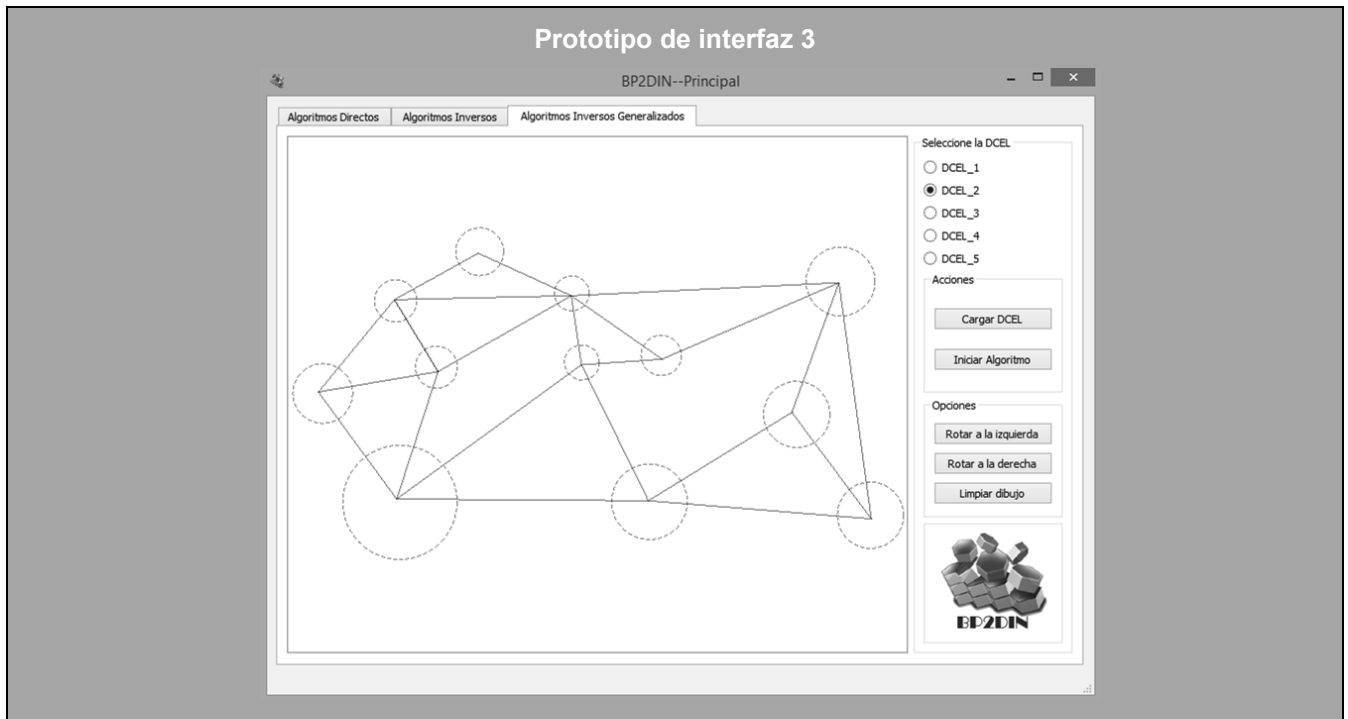 Prototipo de interfaz 3
BP2DIN--Principal
Algoritmos Directos
Algoritmos Inversos
Algoritmos Inversos Generalizados
Seleccione la DCEL
DCEL_1
DCEL_2
DCEL_3
DCEL_4
DCEL_5
Acciones
Cargar DCEL
Iniciar Algoritmo
Opciones
Rotar a la izquierda
Rotar a la derecha
Limpiar dibujo
BP2DIN